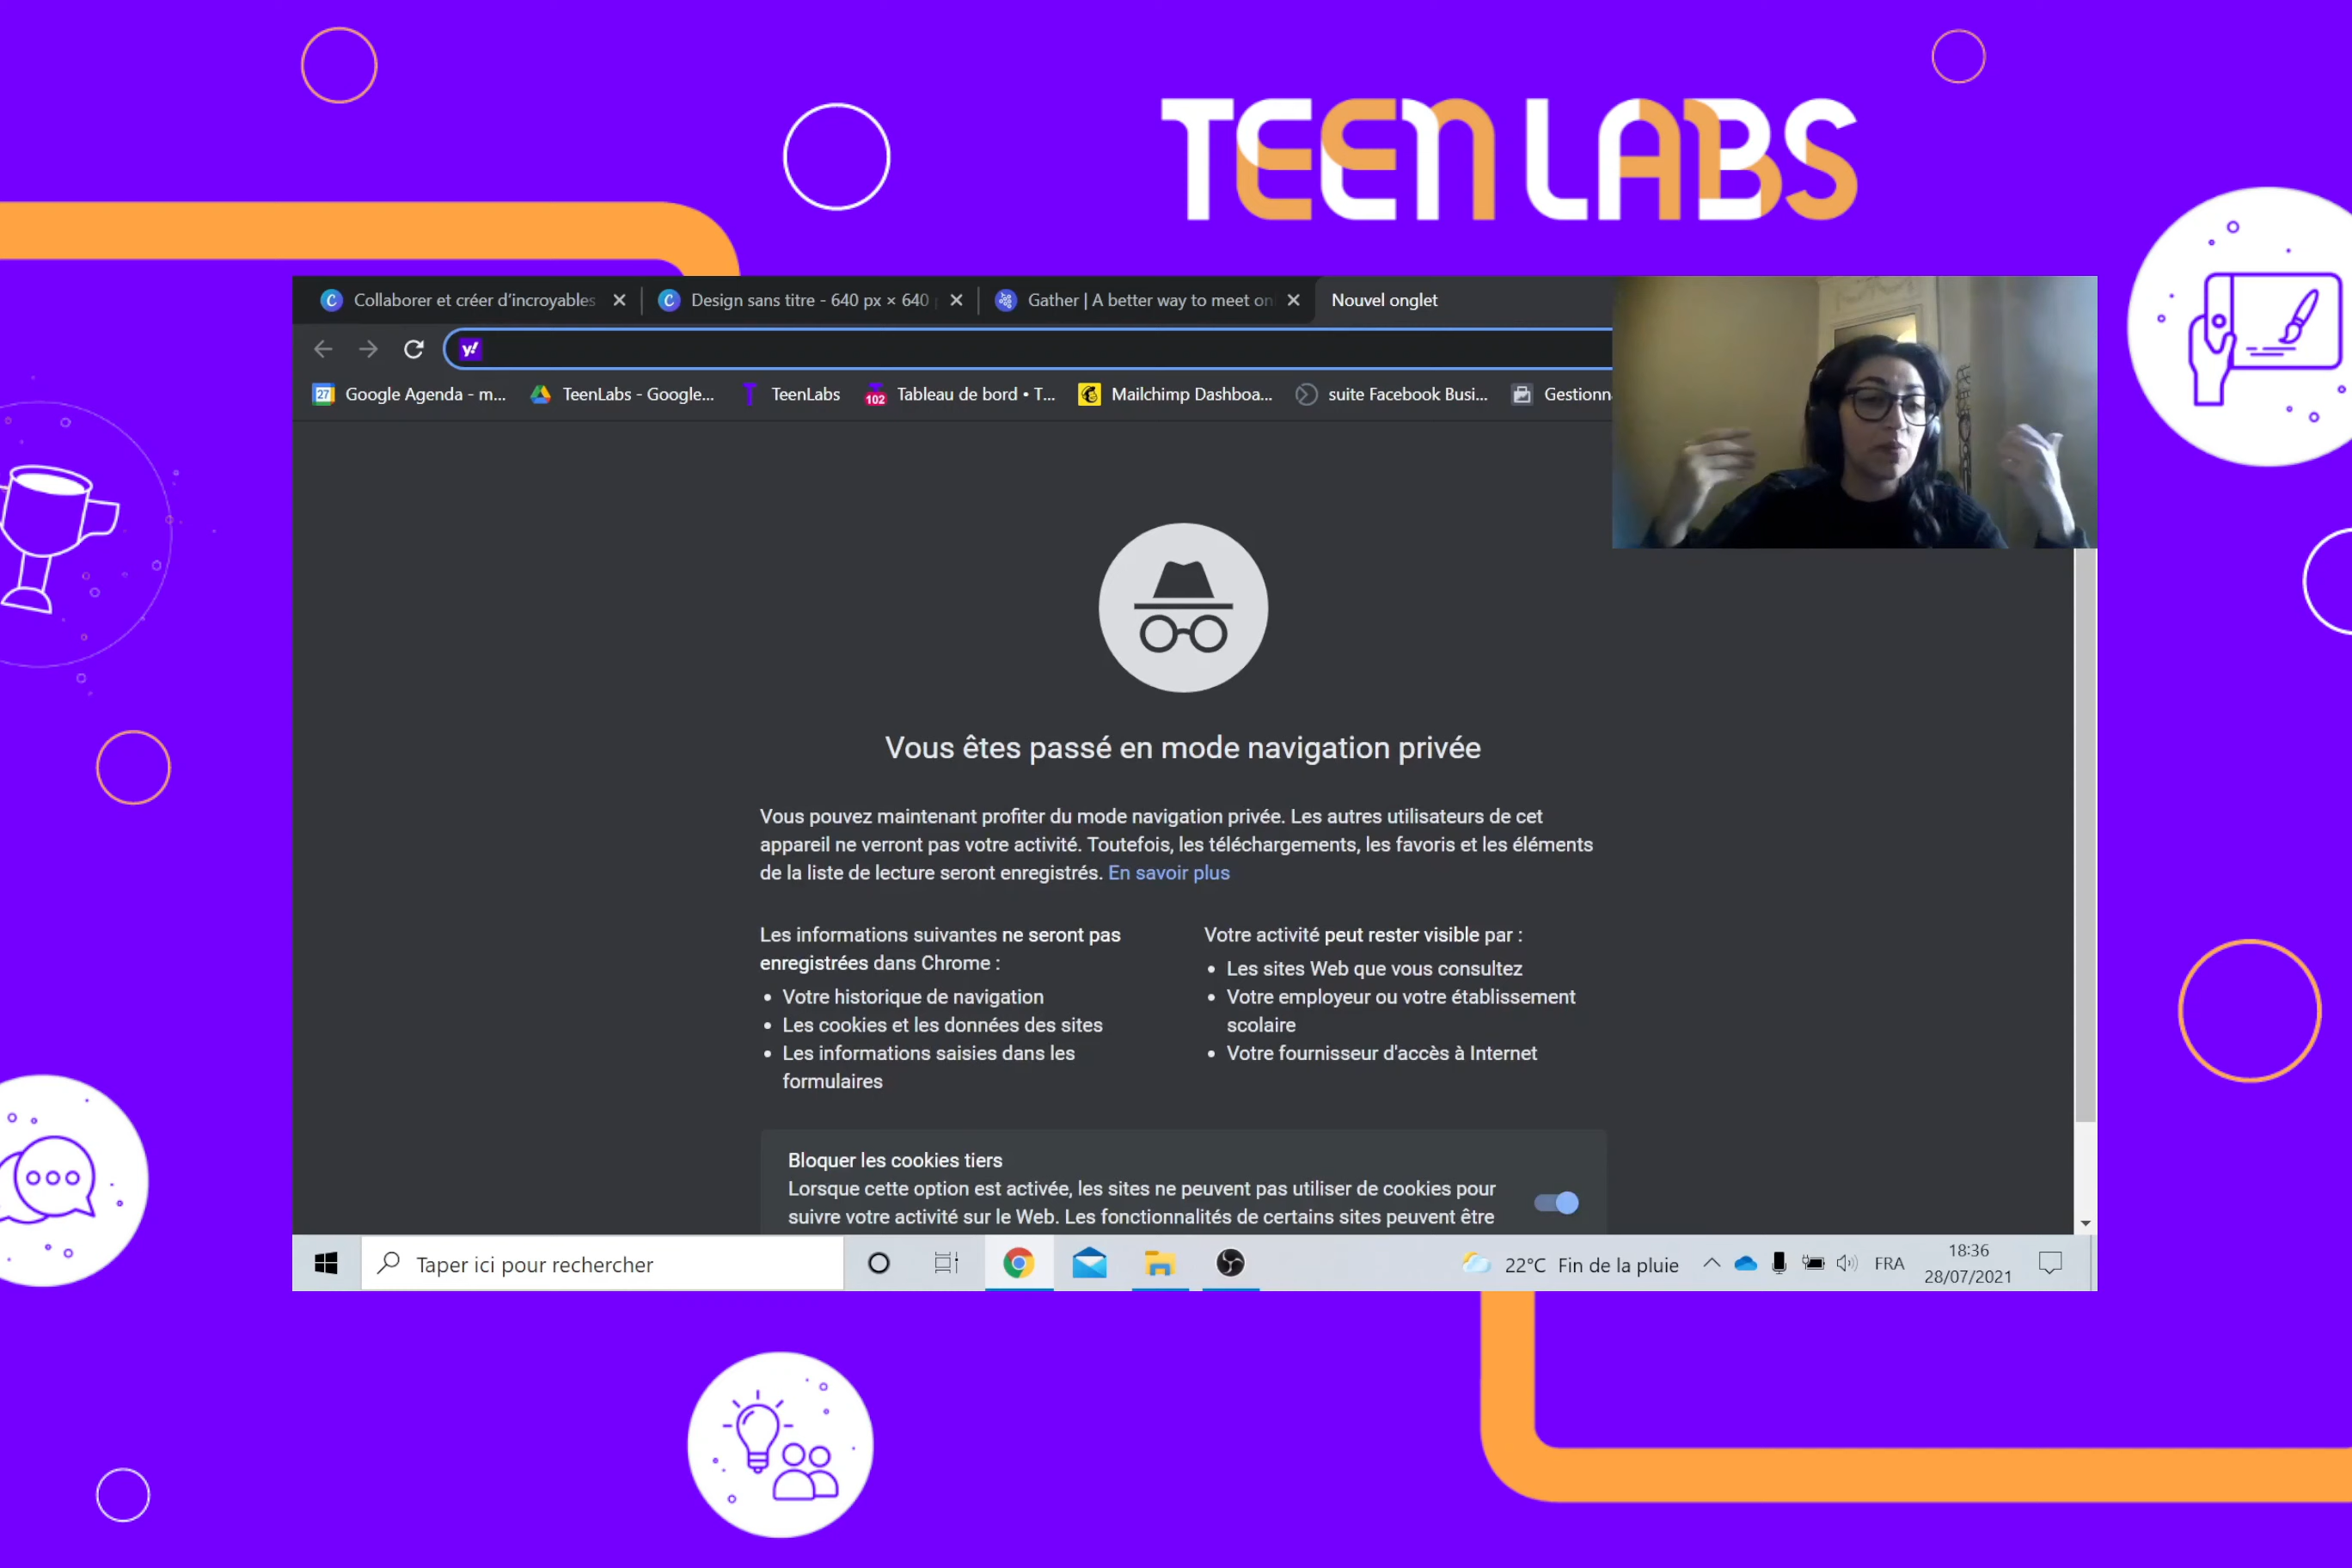 TEEN LABS
Collaborer et créer d'incroyables
Design sans titre - 640 px × 640
Gather | A better way to meet on
Nouvel onglet
y!
27 Google Agenda - m...
TeenLabs - Google...
TeenLabs
102 Tableau de bord • T...
Mailchimp Dashboa...
suite Facebook Busi...
Gestionn
Vous êtes passé en mode navigation privée
Vous pouvez maintenant profiter du mode navigation privée. Les autres utilisateurs de cet
appareil ne verront pas votre activité. Toutefois, les téléchargements, les favoris et les éléments
de la liste de lecture seront enregistrés. En savoir plus
Les informations suivantes ne seront pas
enregistrées dans Chrome :
• Votre historique de navigation
• Les cookies et les données des sites
• Les informations saisies dans les
formulaires
Votre activité peut rester visible par :
• Les sites Web que vous consultez
• Votre employeur ou votre établissement
scolaire
• Votre fournisseur d'accès à Internet
Bloquer les cookies tiers
Lorsque cette option est activée, les sites ne peuvent pas utiliser de cookies pour
suivre votre activité sur le Web. Les fonctionnalités de certains sites peuvent être
Taper ici pour rechercher
22°C Fin de la pluie
FRA
18:36
28/07/2021